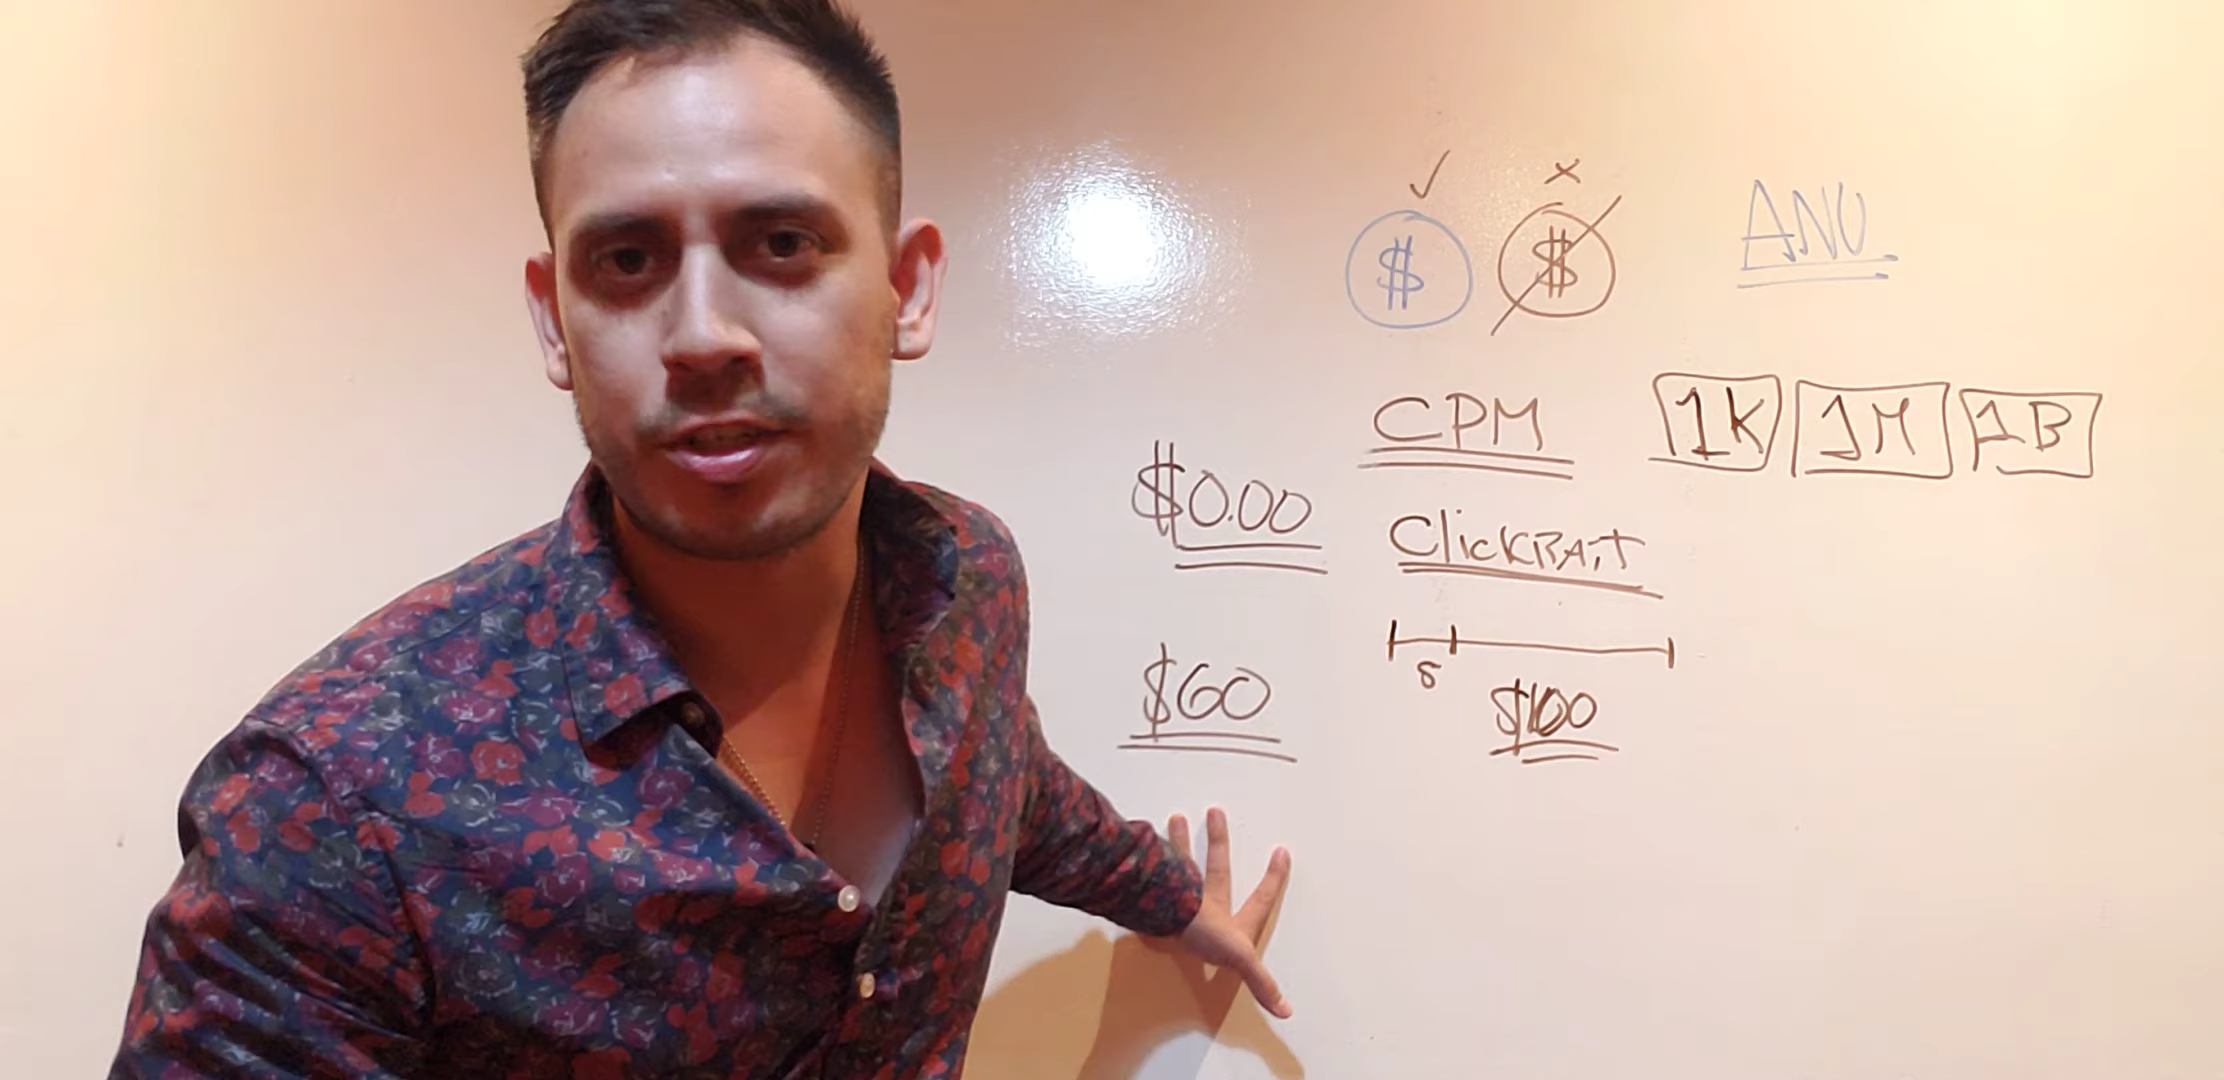 ✓ x
$ $ ANU
CPM 1K 1M 1B
$0.00
ClickBAiT
8
$60 $100